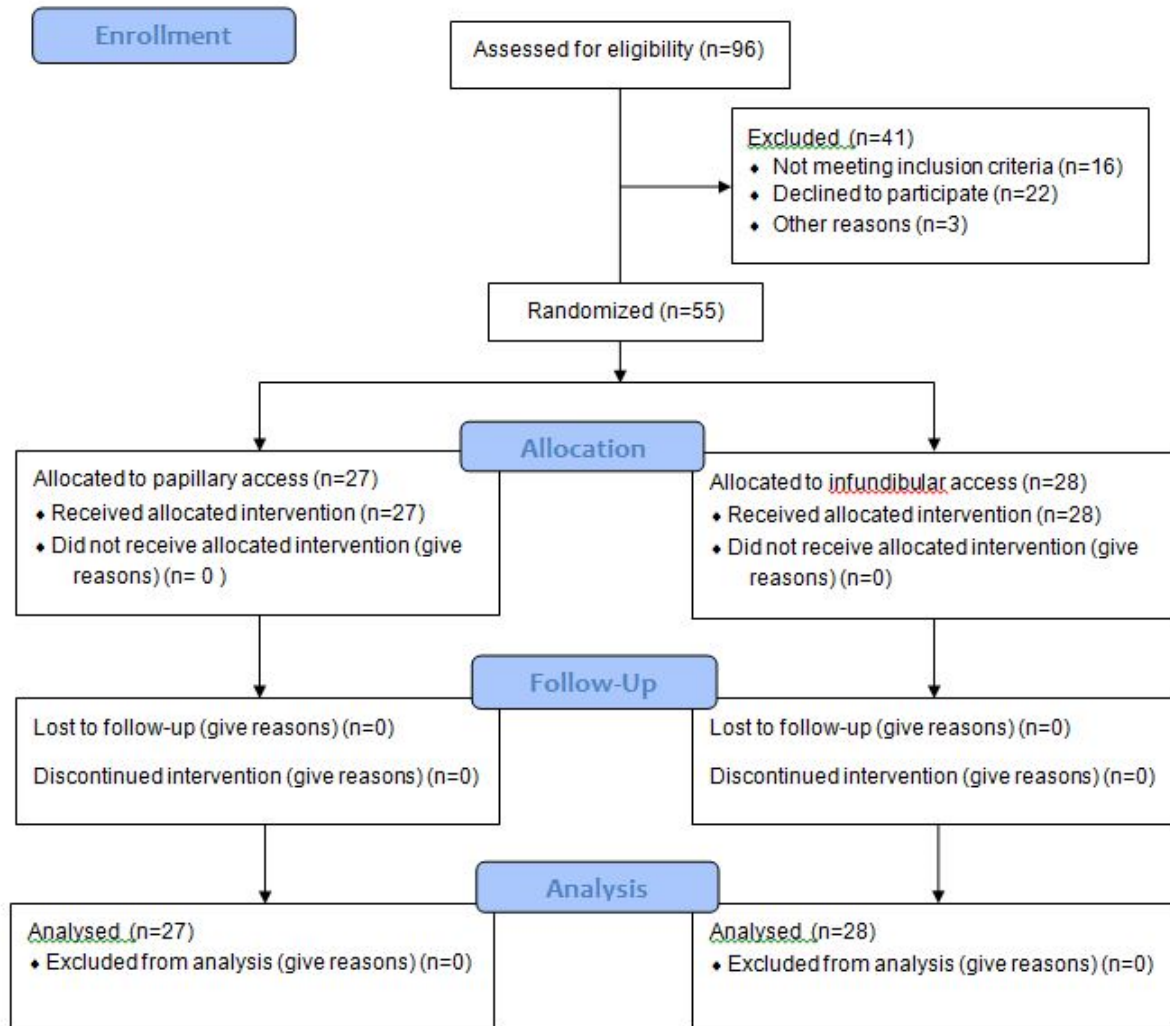 Enrollment
Assessed for eligibility (n=96)
Excluded (n=41)
♦ Not meeting inclusion criteria (n=16)
♦ Declined to participate (n=22)
♦ Other reasons (n=3)
Randomized (n=55)
Allocation
Allocated to papillary access (n=27)
♦ Received allocated intervention (n=27)
♦ Did not receive allocated intervention (give
reasons) (n= 0 )
Allocated to infundibular access (n=28)
♦ Received allocated intervention (n=28)
♦ Did not receive allocated intervention (give
reasons) (n=0)
Follow-Up
Lost to follow-up (give reasons) (n=0)
Discontinued intervention (give reasons) (n=0)
Lost to follow-up (give reasons) (n=0)
Discontinued intervention (give reasons) (n=0)
Analysis
Analysed (n=27)
♦ Excluded from analysis (give reasons) (n=0)
Analysed (n=28)
♦ Excluded from analysis (give reasons) (n=0)